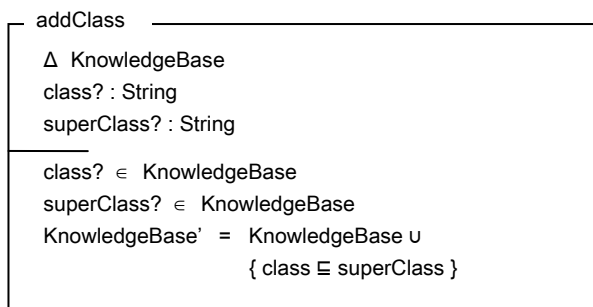 addClass
Δ KnowledgeBase
class? : String
superClass? : String
class? ∈ KnowledgeBase
superClass? ∈ KnowledgeBase
KnowledgeBase’ = KnowledgeBase ∪
{ class ⊑ superClass }